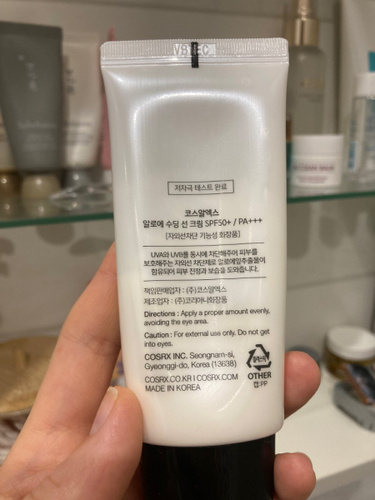 VBTEC
저자극 테스트 완료
코스알엑스
알로에 수딩 선 크림 SPF50+ / PA+++
[자외선차단 기능성 화장품]
UVA와 UVB를 동시에 차단해주어 피부를
보호해주는 자외선 차단제로 알로에잎추출물이
함유되어 피부 진정과 보습을 도와줍니다.
책임판매업자 : (주)코스알엑스
제조업자 : (주)코리아나화장품
Directions : Apply a proper amount evenly,
avoiding the eye area.
Caution : For external use only. Do not get
into eyes.
COSRX INC. Seongnam-si,
Gyeonggi-do, Korea (13638)
COSRX.CO.KR I COSRX.COM
MADE IN KOREA
플라스틱
OTHER
캡:PP